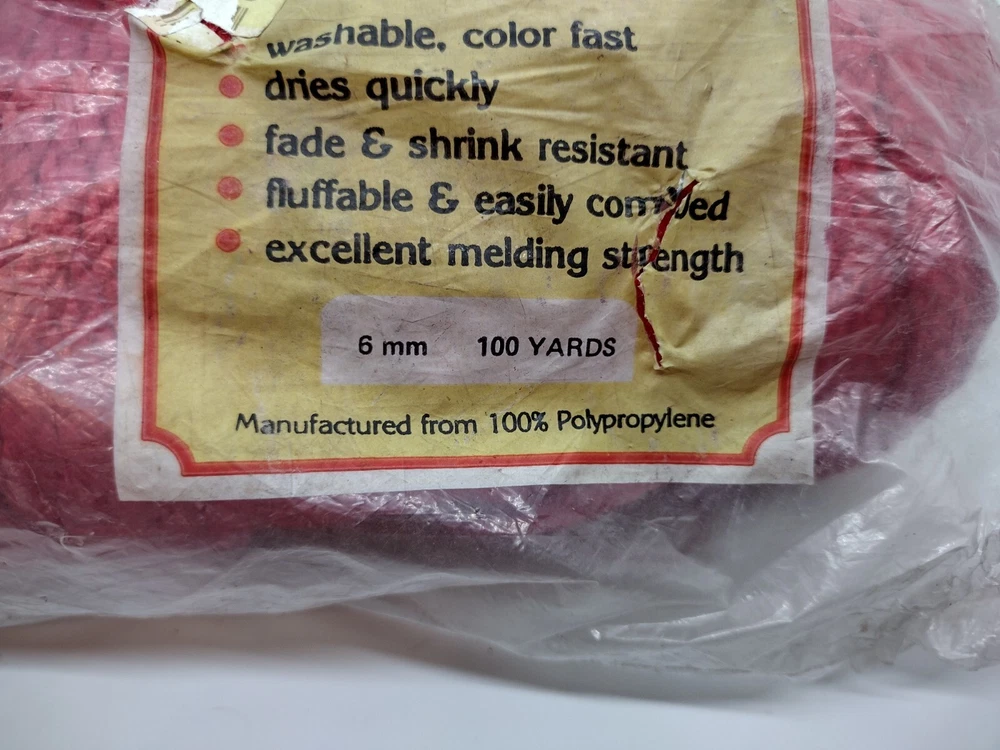 washable, color fast
dries quickly
fade & shrink resistant
fluffable & easily combed
excellent melding strength
6 mm 100 YARDS
Manufactured from 100% Polypropylene